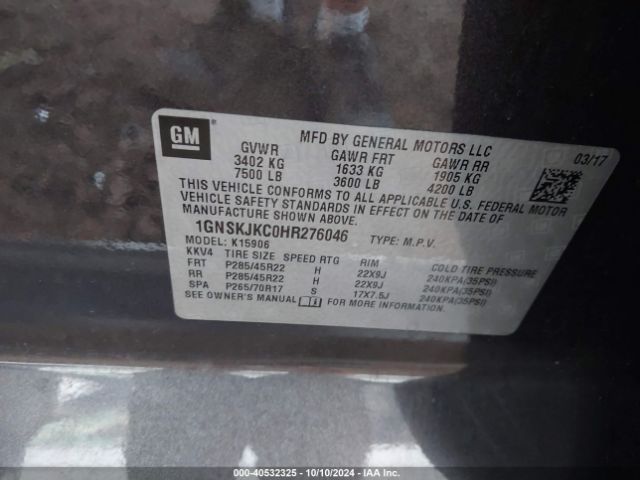 GM
MFD BY GENERAL MOTORS LLC
03/17
GVWR GAWR FRT GAWR RR
3402 KG 1633 KG 1905 KG
7500 LB 3600 LB 4200 LB
THIS VEHICLE CONFORMS TO ALL APPLICABLE U.S. FEDERAL MOTOR
VEHICLE SAFETY STANDARDS IN EFFECT ON THE DATE OF
MANUFACTURE SHOWN ABOVE.
1GNSKJKC0HR276046 TYPE: M.P.V.
MODEL: K15906
KKV4 TIRE SIZE SPEED RTG RIM COLD TIRE PRESSURE
FRT P285/45R22 H 22X9J 240KPA(35PSI)
RR P285/45R22 H 22X9J 240KPA(35PSI)
SPA P265/70R17 S 17X7.5J 240KPA(35PSI)
SEE OWNER'S MANUAL FOR MORE INFORMATION.
000-40532325 • 10/10/2024 • IAA Inc.